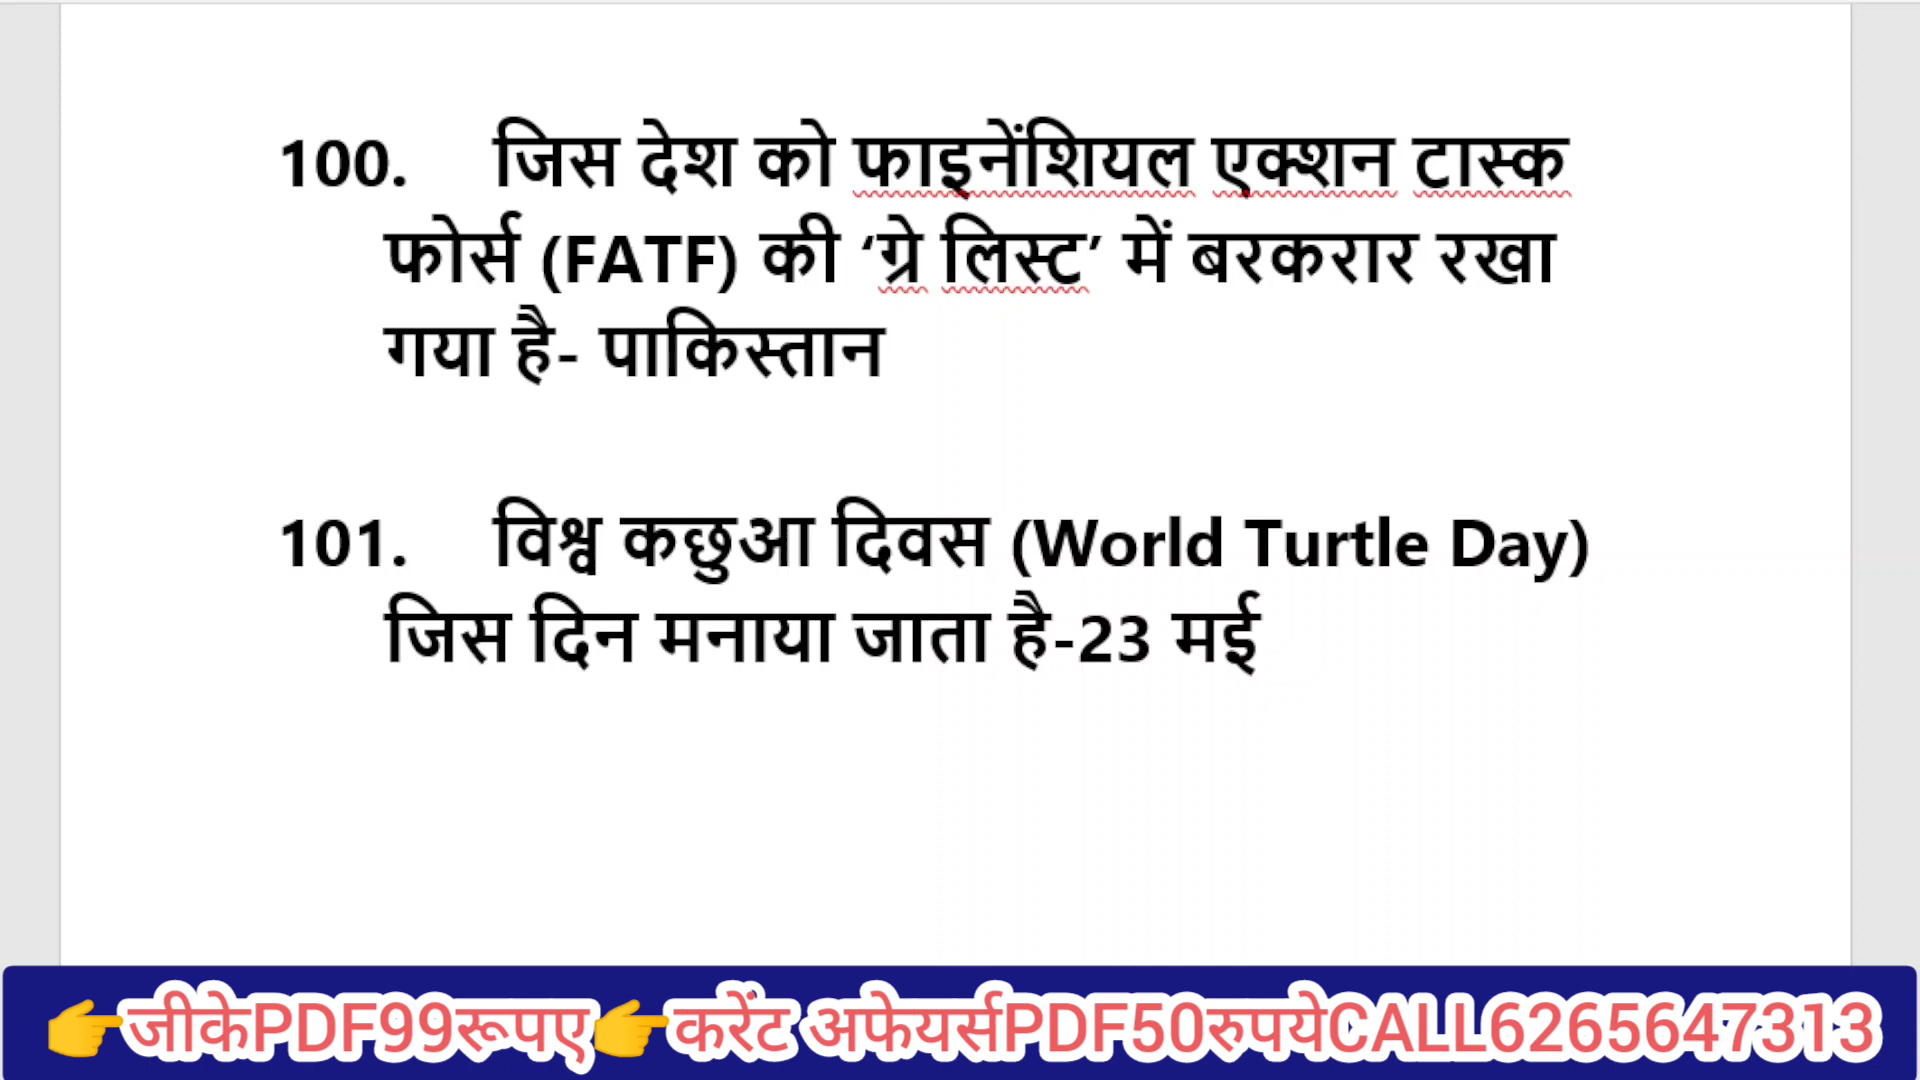 100. जिस देश को फाइनेंशियल एक्शन टास्क
फोर्स (FATF) की ‘ग्रे लिस्ट’ में बरकरार रखा
गया है- पाकिस्तान
101. विश्व कछुआ दिवस (World Turtle Day)
जिस दिन मनाया जाता है-23 मई
👉जीकेPDF99रूपए👉करेंट अफेयर्सPDF50रुपयेCALL6265647313